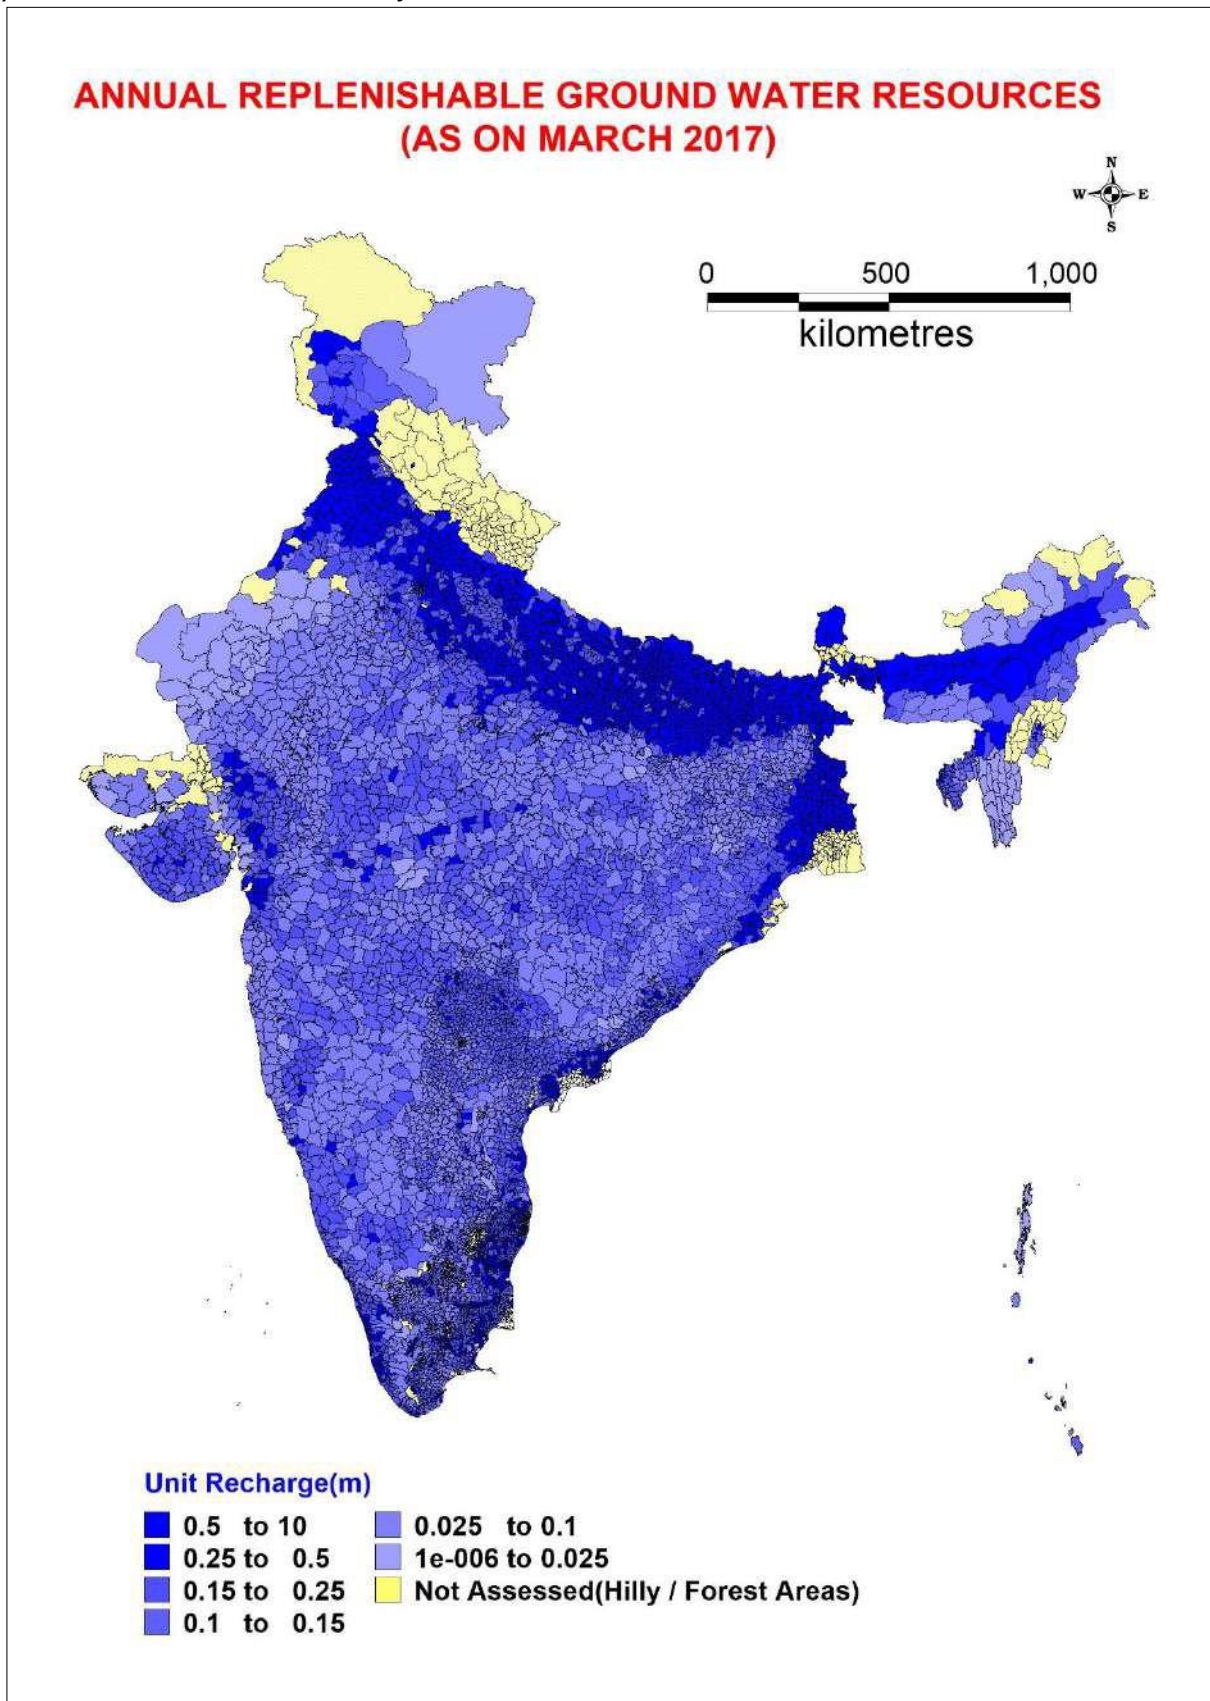 ANNUAL REPLENISHABLE GROUND WATER RESOURCES
(AS ON MARCH 2017)
N
W E
S
0 500 1,000
kilometres
Unit Recharge(m)
0.5 to 10
0.25 to 0.5
0.15 to 0.25
0.1 to 0.15
0.025 to 0.1
1e-006 to 0.025
Not Assessed(Hilly / Forest Areas)